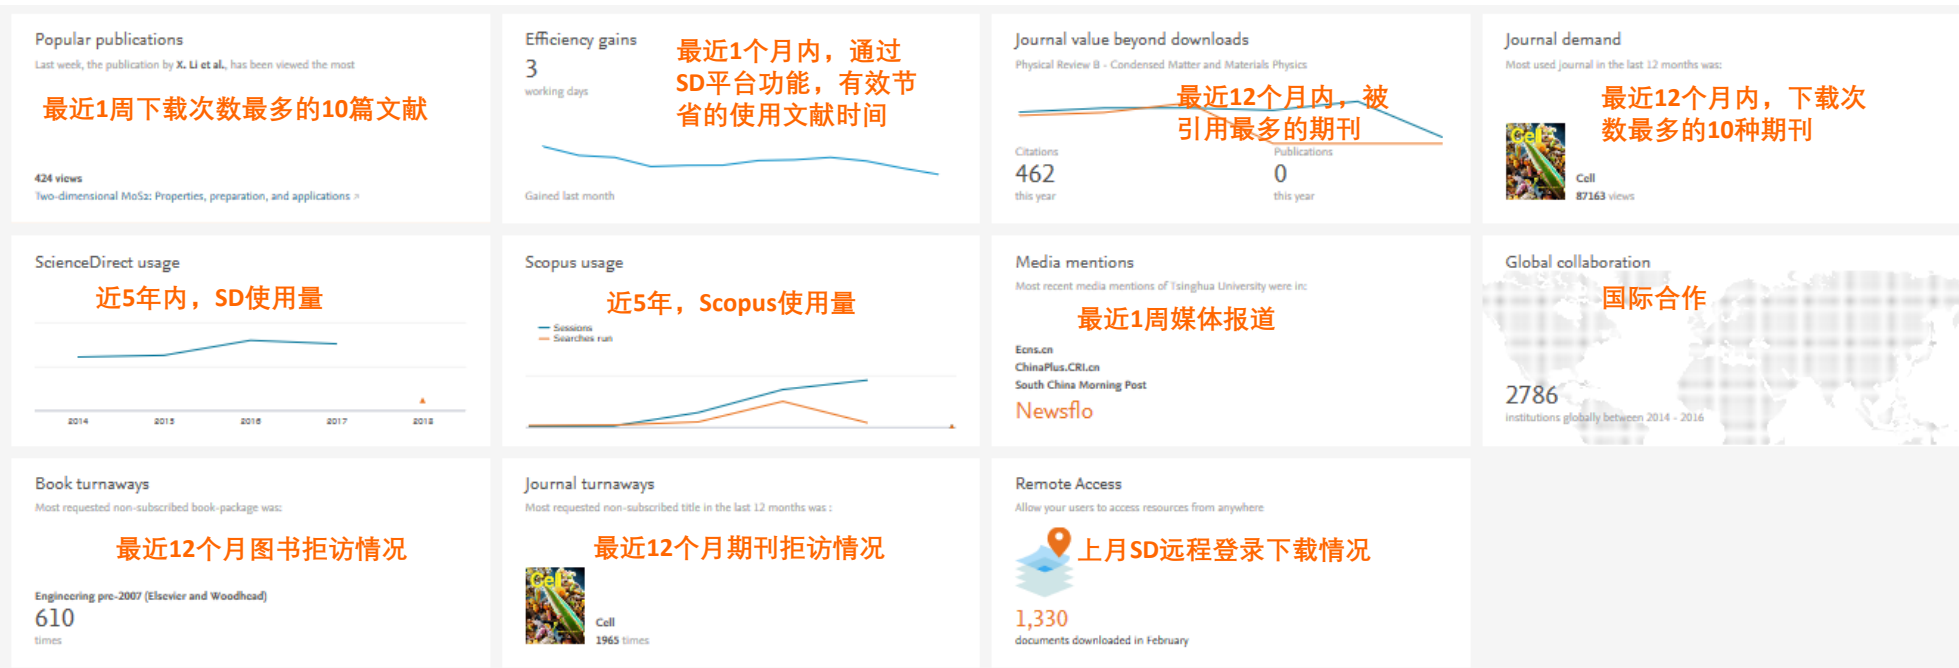 Popular publications
Last week, the publication by X. Li et al., has been viewed the most
最近1周下载次数最多的10篇文献
424 views
Two-dimensional MoS2: Properties, preparation, and applications
Efficiency gains
3
working days
最近1个月内，通过
SD平台功能，有效节
省的使用文献时间
Gained last month
Journal value beyond downloads
Physical Review B - Condensed Matter and Materials Physics
最近12个月内，被
引用最多的期刊
Citations
462
this year
Publications
0
this year
Journal demand
Most used journal in the last 12 months was:
最近12个月内，下载次
数最多的10种期刊
Cell
Cell
87163 views
ScienceDirect usage
近5年内，SD使用量
2014 2015 2016 2017 2018
Scopus usage
近5年，Scopus使用量
Sessions
Searches run
Media mentions
Most recent media mentions of Tsinghua University were in:
最近1周媒体报道
Ecns.cn
ChinaPlus.CRI.cn
South China Morning Post
Newsflo
Global collaboration
国际合作
2786
institutions globally between 2014 - 2016
Book turnaways
Most requested non-subscribed book-package was:
最近12个月图书拒访情况
Engineering pre-2007 (Elsevier and Woodhead)
610
times
Journal turnaways
Most requested non-subscribed title in the last 12 months was :
最近12个月期刊拒访情况
Cell
Cell
1965 times
Remote Access
Allow your users to access resources from anywhere
上月SD远程登录下载情况
1,330
documents downloaded in February